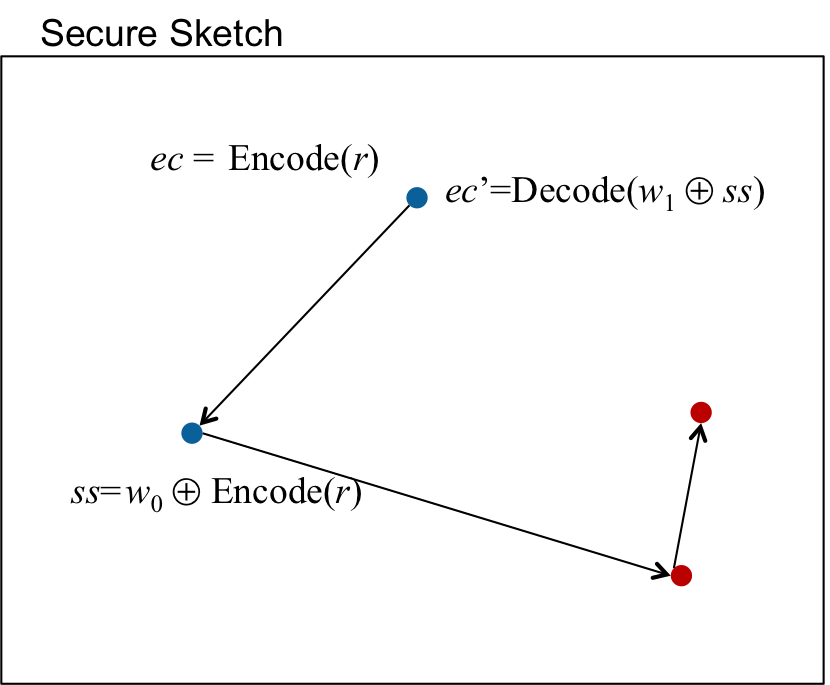 Secure Sketch
ec = Encode(r)
ec’=Decode(w₁ ⊕ ss)
ss=w₀ ⊕ Encode(r)